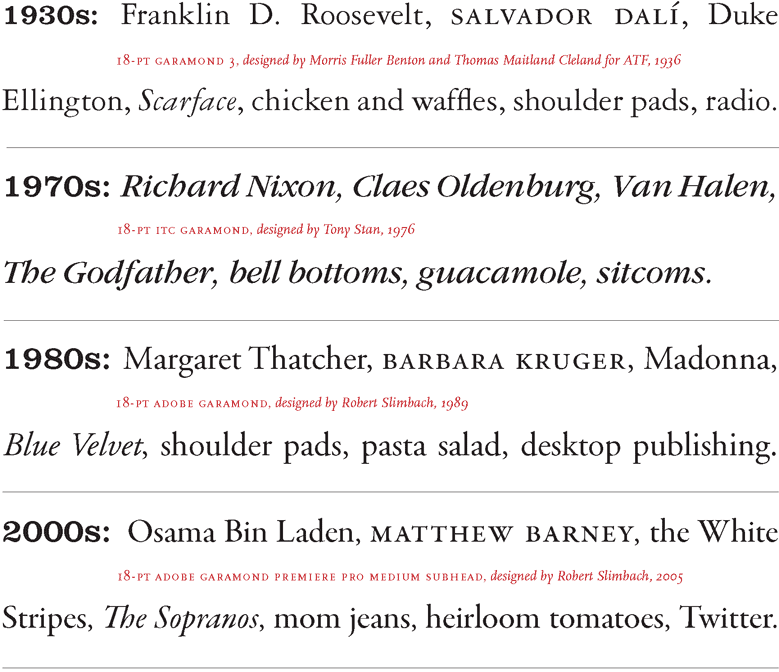 1930s: Franklin D. Roosevelt, SALVADOR DALÍ, Duke
18-PT GARAMOND 3, designed by Morris Fuller Benton and Thomas Maitland Cleland for ATF, 1936
Ellington, Scarface, chicken and waffles, shoulder pads, radio.
1970s: Richard Nixon, Claes Oldenburg, Van Halen,
18-PT ITC GARAMOND, designed by Tony Stan, 1976
The Godfather, bell bottoms, guacamole, sitcoms.
1980s: Margaret Thatcher, BARBARA KRUGER, Madonna,
18-PT ADOBE GARAMOND, designed by Robert Slimbach, 1989
Blue Velvet, shoulder pads, pasta salad, desktop publishing.
2000s: Osama Bin Laden, MATTHEW BARNEY, the White
18-PT ADOBE GARAMOND PREMIERE PRO MEDIUM SUBHEAD, designed by Robert Slimbach, 2005
Stripes, The Sopranos, mom jeans, heirloom tomatoes, Twitter.